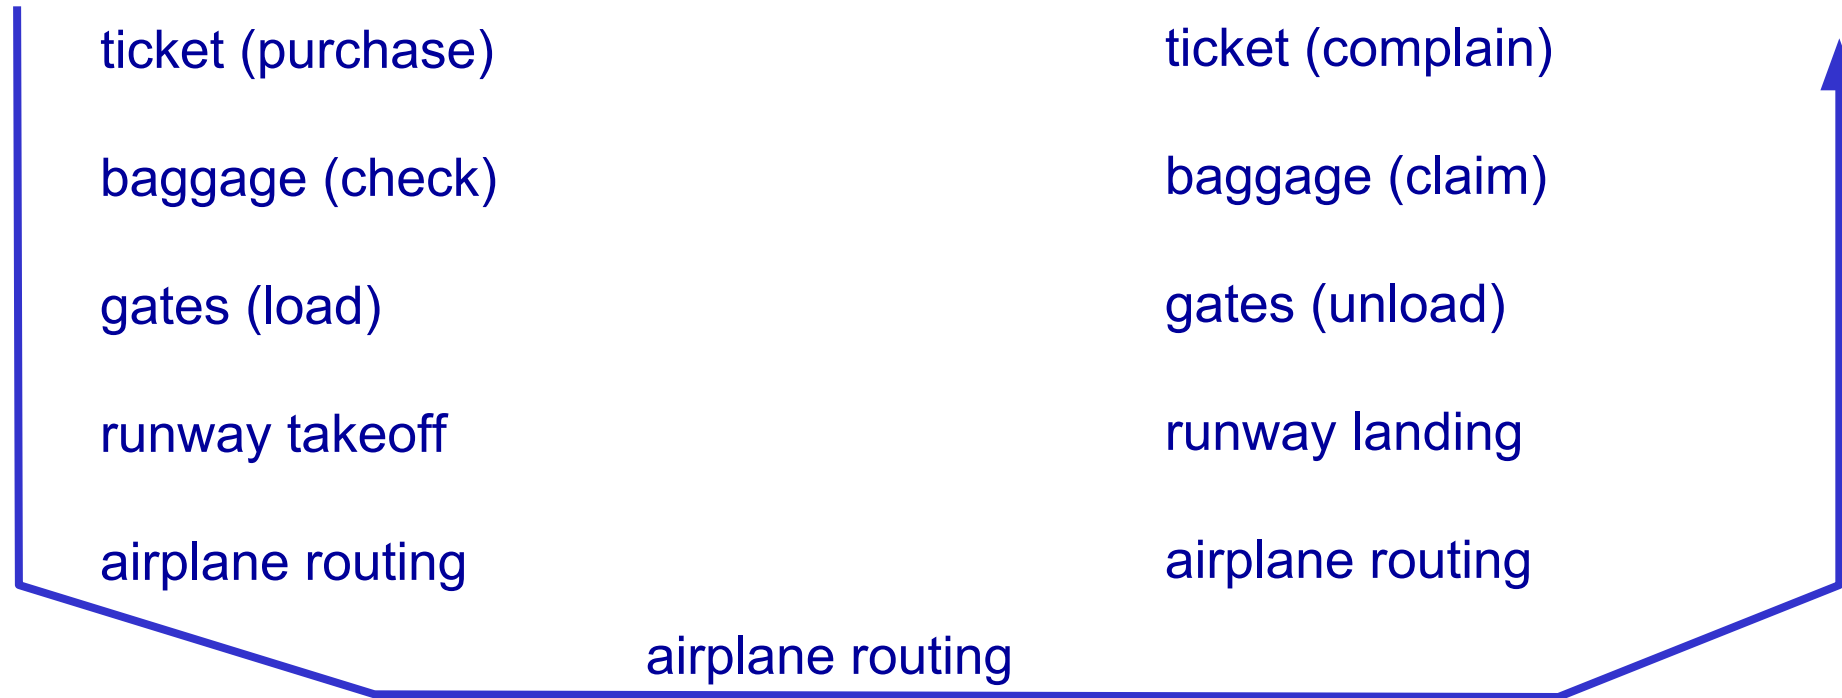 ticket (purchase)
baggage (check)
gates (load)
runway takeoff
airplane routing
airplane routing
ticket (complain)
baggage (claim)
gates (unload)
runway landing
airplane routing